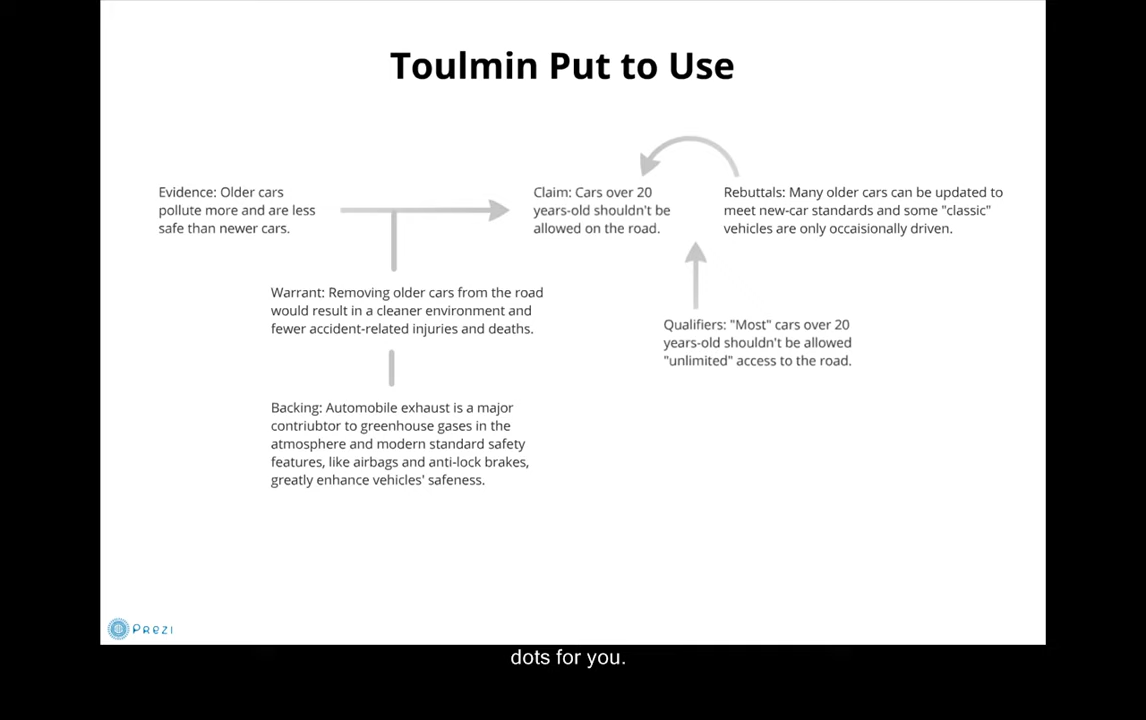 Toulmin Put to Use
Evidence: Older cars
pollute more and are less
safe than newer cars.
Claim: Cars over 20
years-old shouldn't be
allowed on the road.
Rebuttals: Many older cars can be updated to
meet new-car standards and some "classic"
vehicles are only occaisionally driven.
Warrant: Removing older cars from the road
would result in a cleaner environment and
fewer accident-related injuries and deaths.
Qualifiers: "Most" cars over 20
years-old shouldn't be allowed
"unlimited" access to the road.
Backing: Automobile exhaust is a major
contriubtor to greenhouse gases in the
atmosphere and modern standard safety
features, like airbags and anti-lock brakes,
greatly enhance vehicles' safeness.
Prezi
dots for you.